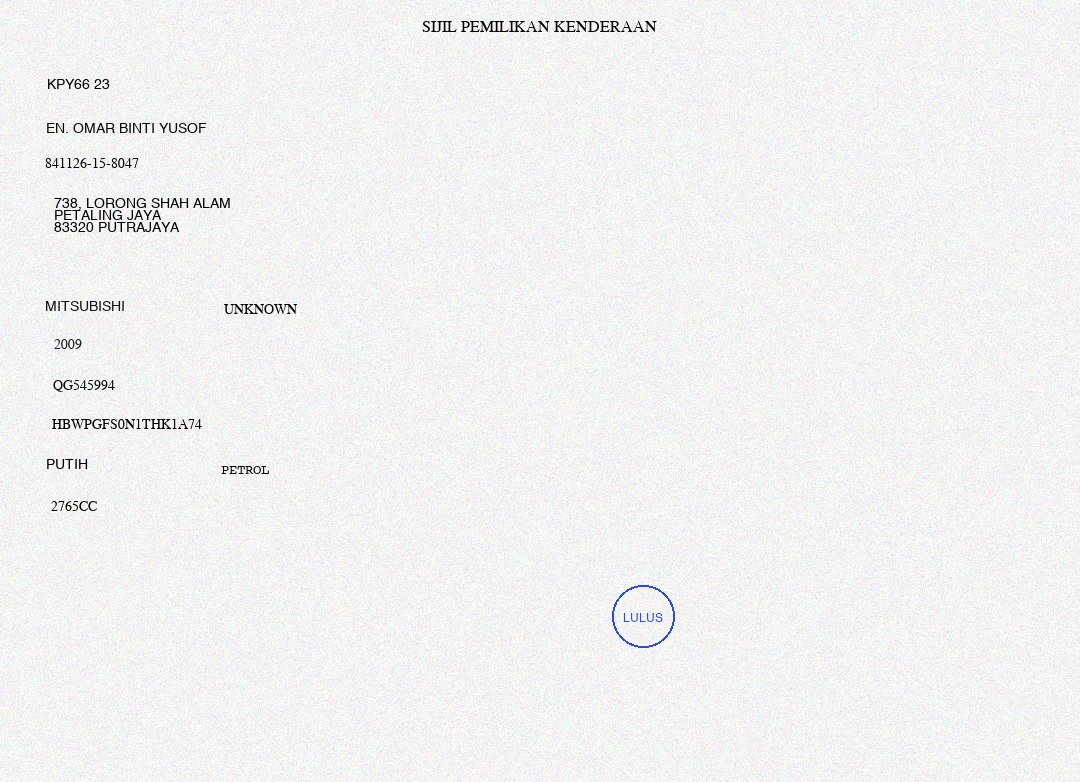 SIJIL PEMILIKAN KENDERAAN
KPY66 23
EN. OMAR BINTI YUSOF
841126-15-8047
738, LORONG SHAH ALAM
PETALING JAYA
83320 PUTRAJAYA
MITSUBISHI UNKNOWN
2009
QG545994
HBWPGFS0N1THK1A74
PUTIH PETROL
2765CC
LULUS